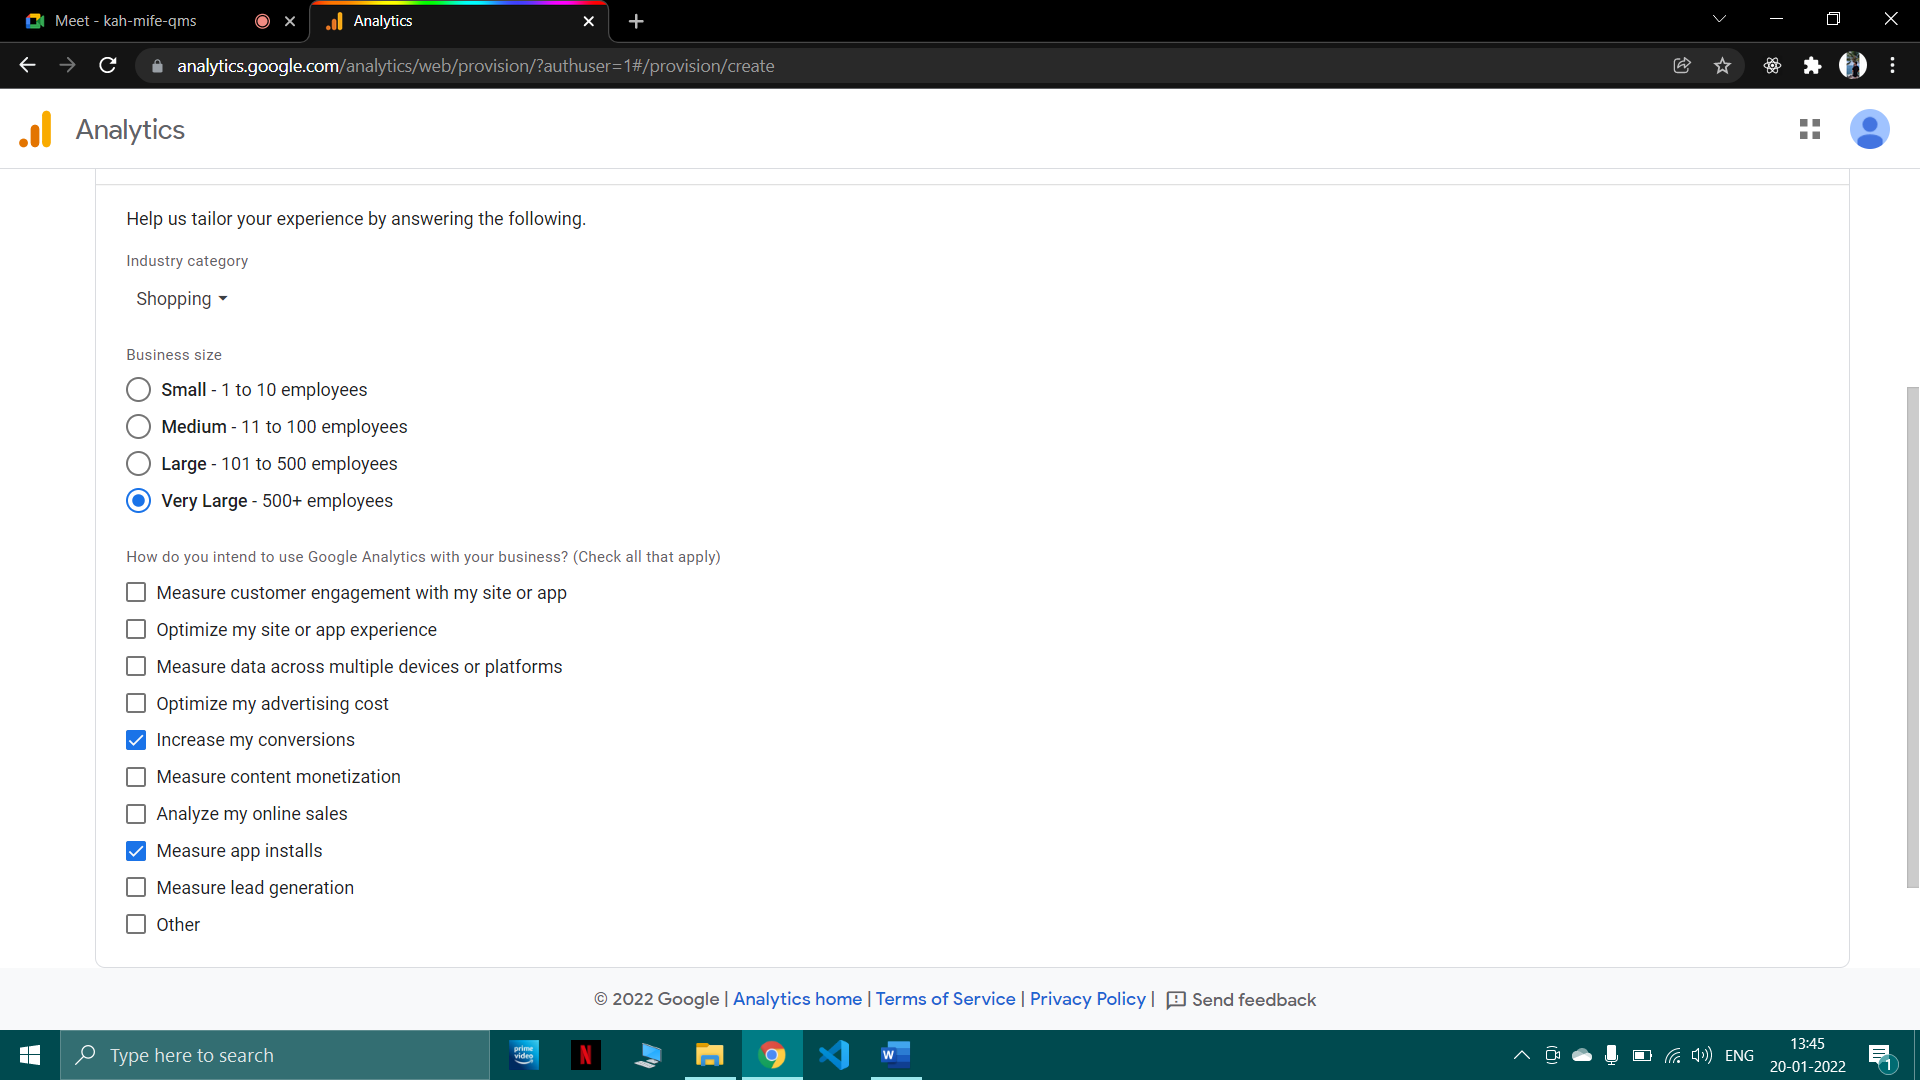 Meet - kah-mife-qms
Analytics
analytics.google.com/analytics/web/provision/?authuser=1#/provision/create
Analytics
Help us tailor your experience by answering the following.
Industry category
Shopping
Business size
Small - 1 to 10 employees
Medium - 11 to 100 employees
Large - 101 to 500 employees
Very Large - 500+ employees
How do you intend to use Google Analytics with your business? (Check all that apply)
Measure customer engagement with my site or app
Optimize my site or app experience
Measure data across multiple devices or platforms
Optimize my advertising cost
Increase my conversions
Measure content monetization
Analyze my online sales
Measure app installs
Measure lead generation
Other
© 2022 Google | Analytics home | Terms of Service | Privacy Policy | Send feedback
Type here to search
prime video
N
W
ENG
13:45
20-01-2022
1